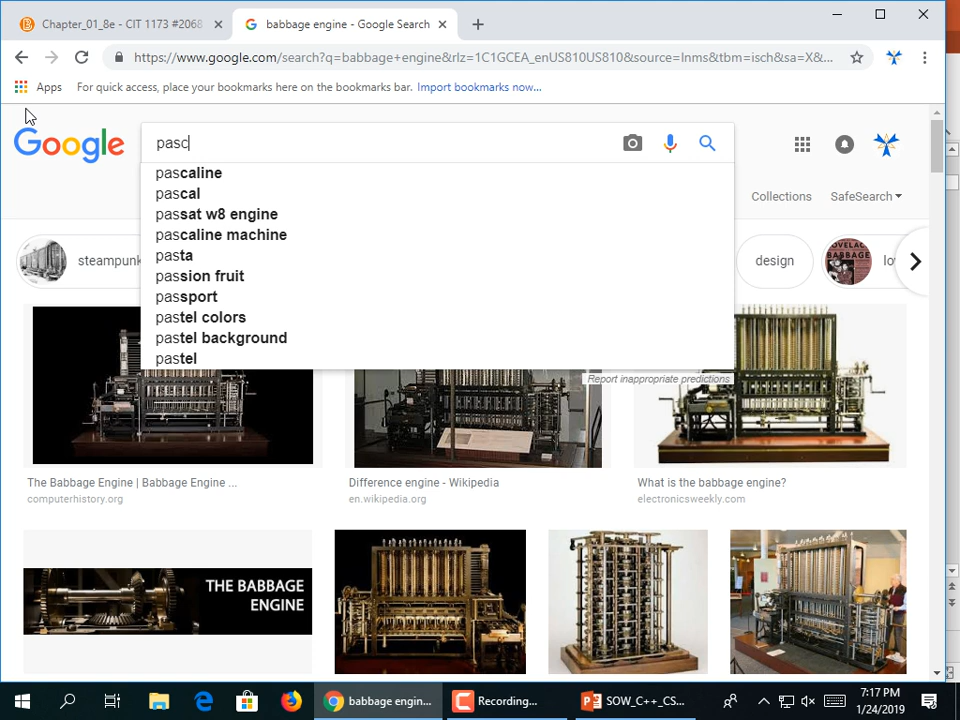 Chapter_01_8e - CIT 1173 #2068
babbage engine - Google Search
https://www.google.com/search?q=babbage+engine&rlz=1C1GCEA_enUS810US810&source=lnms&tbm=isch&sa=X&...
Apps
For quick access, place your bookmarks here on the bookmarks bar. Import bookmarks now...
Google
pasc
pascaline
pascal
passat w8 engine
pascaline machine
pasta
passion fruit
passport
pastel colors
pastel background
pastel
Report inappropriate predictions
Collections
SafeSearch
steampunk
design
LOVELACE
BABBAGE
lo
The Babbage Engine | Babbage Engine ...
computerhistory.org
Difference engine - Wikipedia
en.wikipedia.org
What is the babbage engine?
electronicsweekly.com
THE BABBAGE
ENGINE
babbage engin...
Recording...
SOW_C++_CS...
7:17 PM
1/24/2019